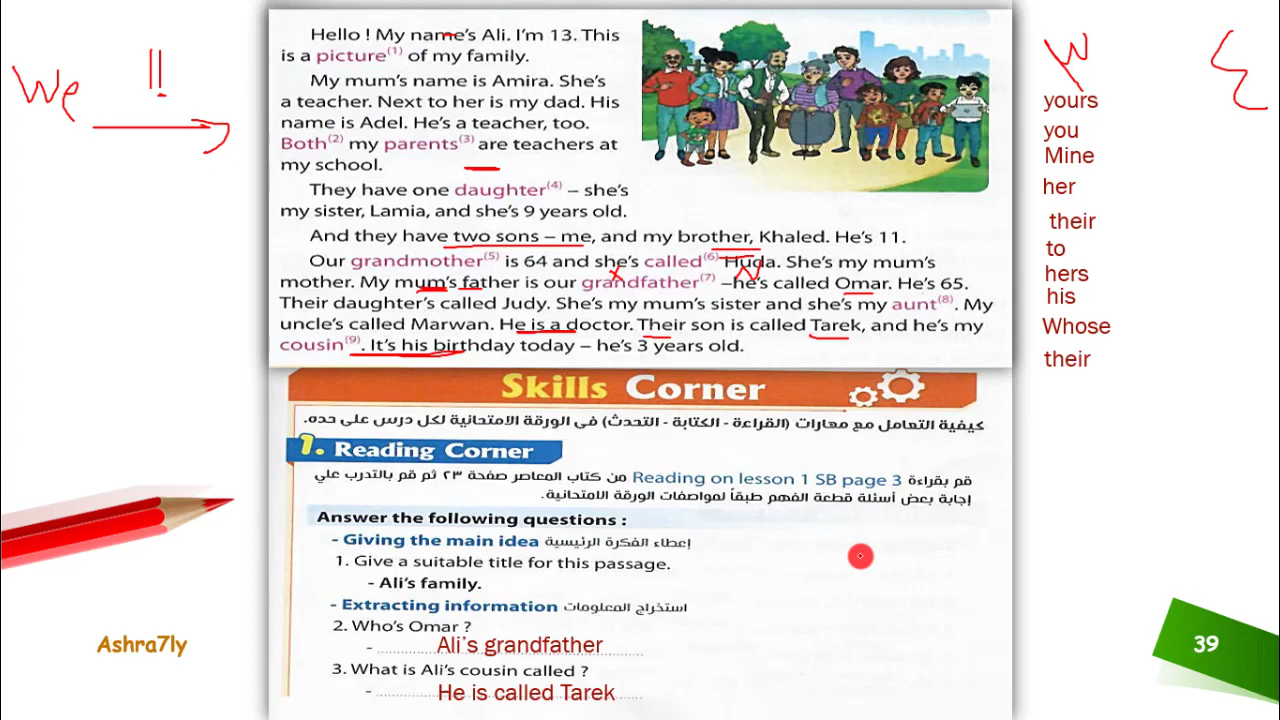 We !!
Hello ! My name's Ali. I'm 13. This
is a picture(1) of my family.
My mum's name is Amira. She's
a teacher. Next to her is my dad. His
name is Adel. He's a teacher, too.
Both(2) my parents(3) are teachers at
my school.
They have one daughter(4) – she's
my sister, Lamia, and she's 9 years old.
And they have two sons – me, and my brother, Khaled. He's 11.
Our grandmother(5) is 64 and she's called(6) Huda. She's my mum's
mother. My mum's father is our grandfather(7) –he's called Omar. He's 65.
Their daughter's called Judy. She's my mum's sister and she's my aunt(8). My
uncle's called Marwan. He is a doctor. Their son is called Tarek, and he's my
cousin(9). It's his birthday today – he's 3 years old.
yours
you
Mine
her
their
to
hers
his
Whose
their
Skills Corner
كيفية التعامل مع مهارات (القراءة - الكتابة - التحدث) فى الورقة الامتحانية لكل درس على حده.
1. Reading Corner
قم بقراءة Reading on lesson 1 SB page 3 من كتاب المعاصر صفحة ٢٣ ثم قم بالتدرب علي
إجابة بعض أسئلة قطعة الفهم طبقاً لمواصفات الورقة الامتحانية.
Answer the following questions :
- Giving the main idea إعطاء الفكرة الرئيسية
1. Give a suitable title for this passage.
- Ali's family.
- Extracting information استخراج المعلومات
2. Who's Omar ?
- Ali's grandfather
3. What is Ali's cousin called ?
- He is called Tarek
Ashra7ly
39